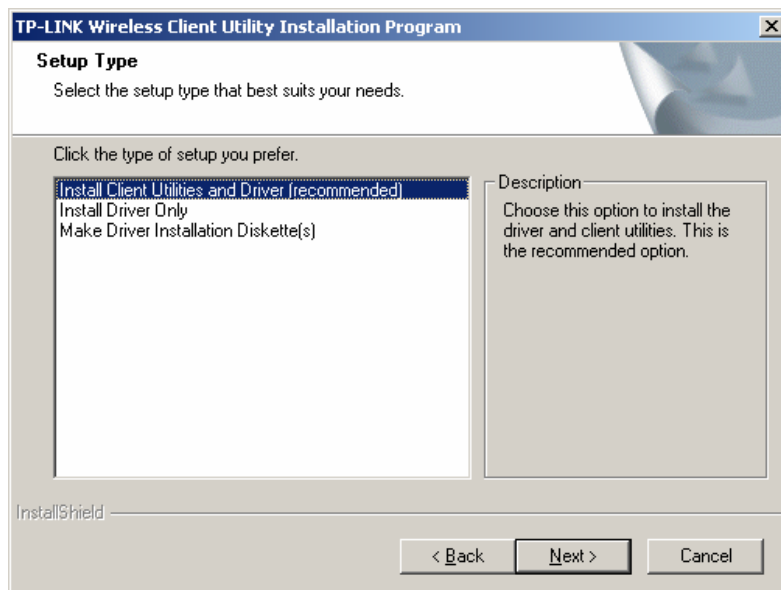 TP-LINK Wireless Client Utility Installation Program
Setup Type
Select the setup type that best suits your needs.
Click the type of setup you prefer.
Install Client Utilities and Driver (recommended)
Install Driver Only
Make Driver Installation Diskette(s)
Description
Choose this option to install the
driver and client utilities. This is
the recommended option.
InstallShield
< Back
Next >
Cancel